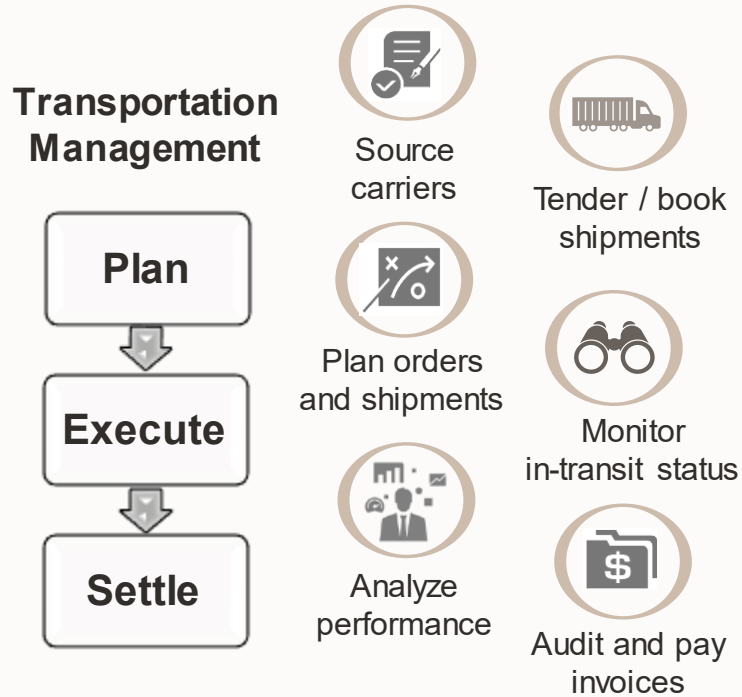 Transportation
Management
Plan
Execute
Settle
Source
carriers
Tender / book
shipments
Plan orders
and shipments
Monitor
in-transit status
Analyze
performance
Audit and pay
invoices